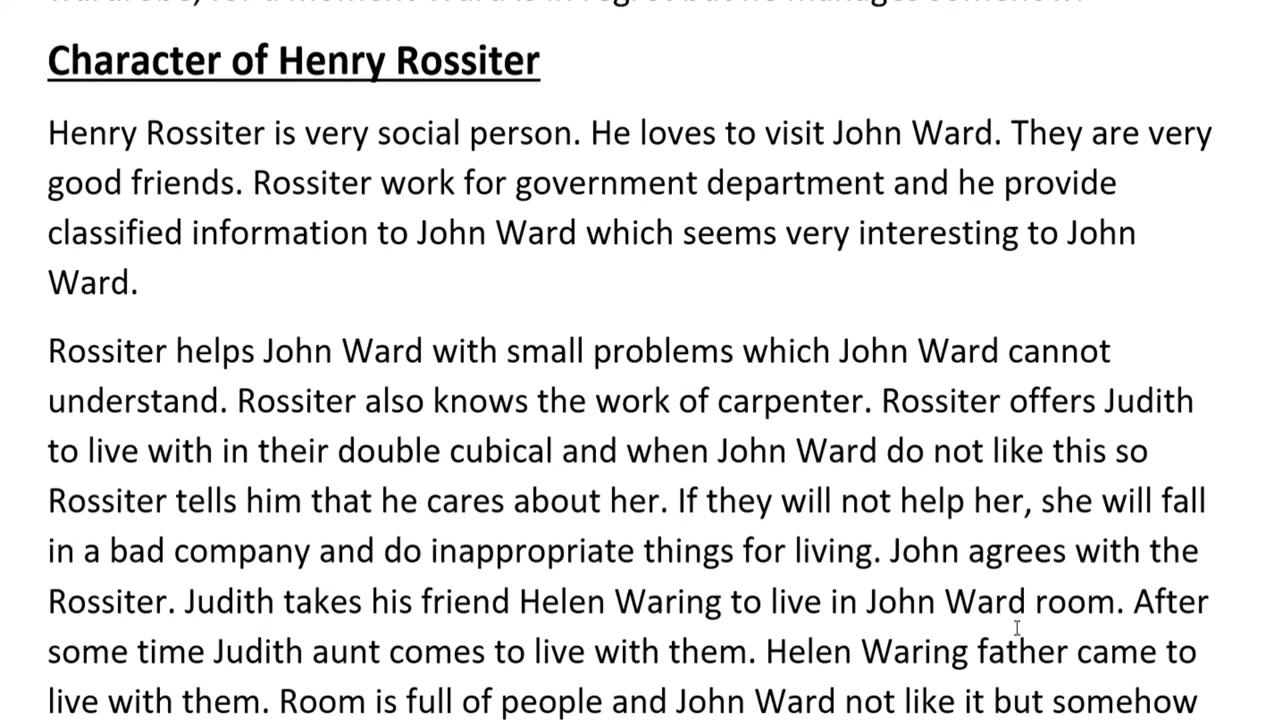 Character of Henry Rossiter
Henry Rossiter is very social person. He loves to visit John Ward. They are very
good friends. Rossiter work for government department and he provide
classified information to John Ward which seems very interesting to John
Ward.
Rossiter helps John Ward with small problems which John Ward cannot
understand. Rossiter also knows the work of carpenter. Rossiter offers Judith
to live with in their double cubical and when John Ward do not like this so
Rossiter tells him that he cares about her. If they will not help her, she will fall
in a bad company and do inappropriate things for living. John agrees with the
Rossiter. Judith takes his friend Helen Waring to live in John Ward room. After
some time Judith aunt comes to live with them. Helen Waring father came to
live with them. Room is full of people and John Ward not like it but somehow